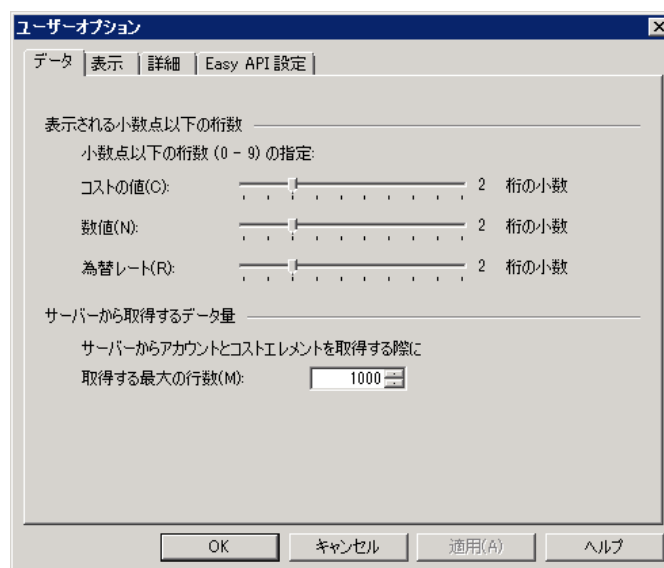 ユーザーオプション
データ 表示 詳細 Easy API 設定
表示される小数点以下の桁数
小数点以下の桁数 (0 - 9) の指定:
コストの値(C): 2 桁の小数
数値(N): 2 桁の小数
為替レート(R): 2 桁の小数
サーバーから取得するデータ量
サーバーからアカウントとコストエレメントを取得する際に
取得する最大の行数(M): 1000
OK キャンセル 適用(A) ヘルプ